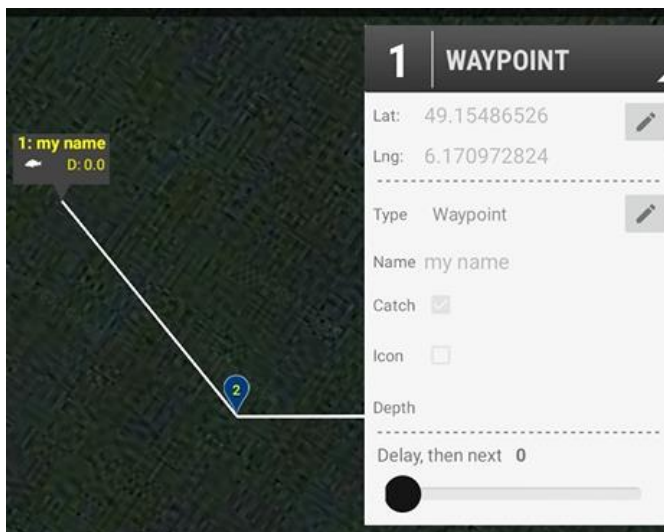 1: my name
D: 0.0
2
1 WAYPOINT
Lat: 49.15486526
Lng: 6.170972824
Type Waypoint
Name my name
Catch
Icon
Depth
Delay, then next 0